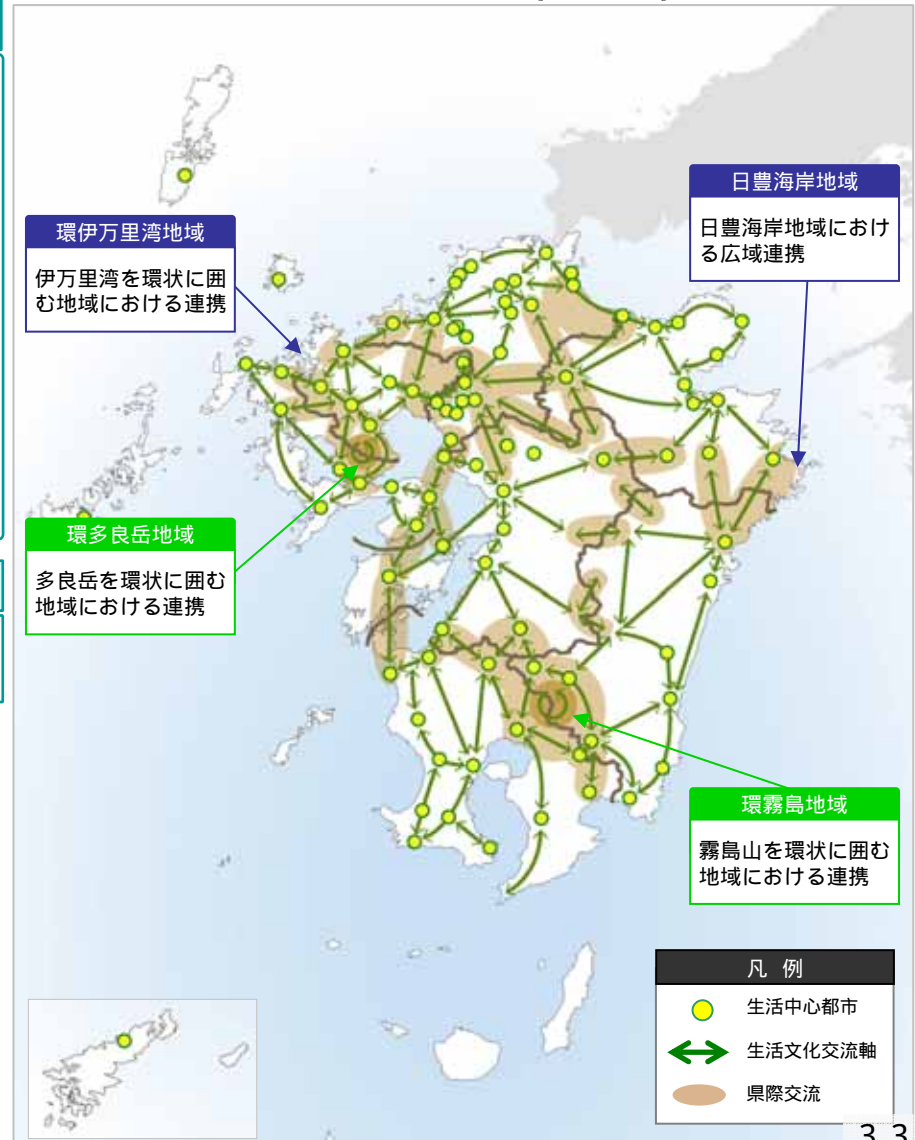 環伊万里湾地域
伊万里湾を環状に囲
む地域における連携
日豊海岸地域
日豊海岸地域におけ
る広域連携
環多良岳地域
多良岳を環状に囲む
地域における連携
環霧島地域
霧島山を環状に囲む
地域における連携
凡 例
生活中心都市
生活文化交流軸
県際交流
33